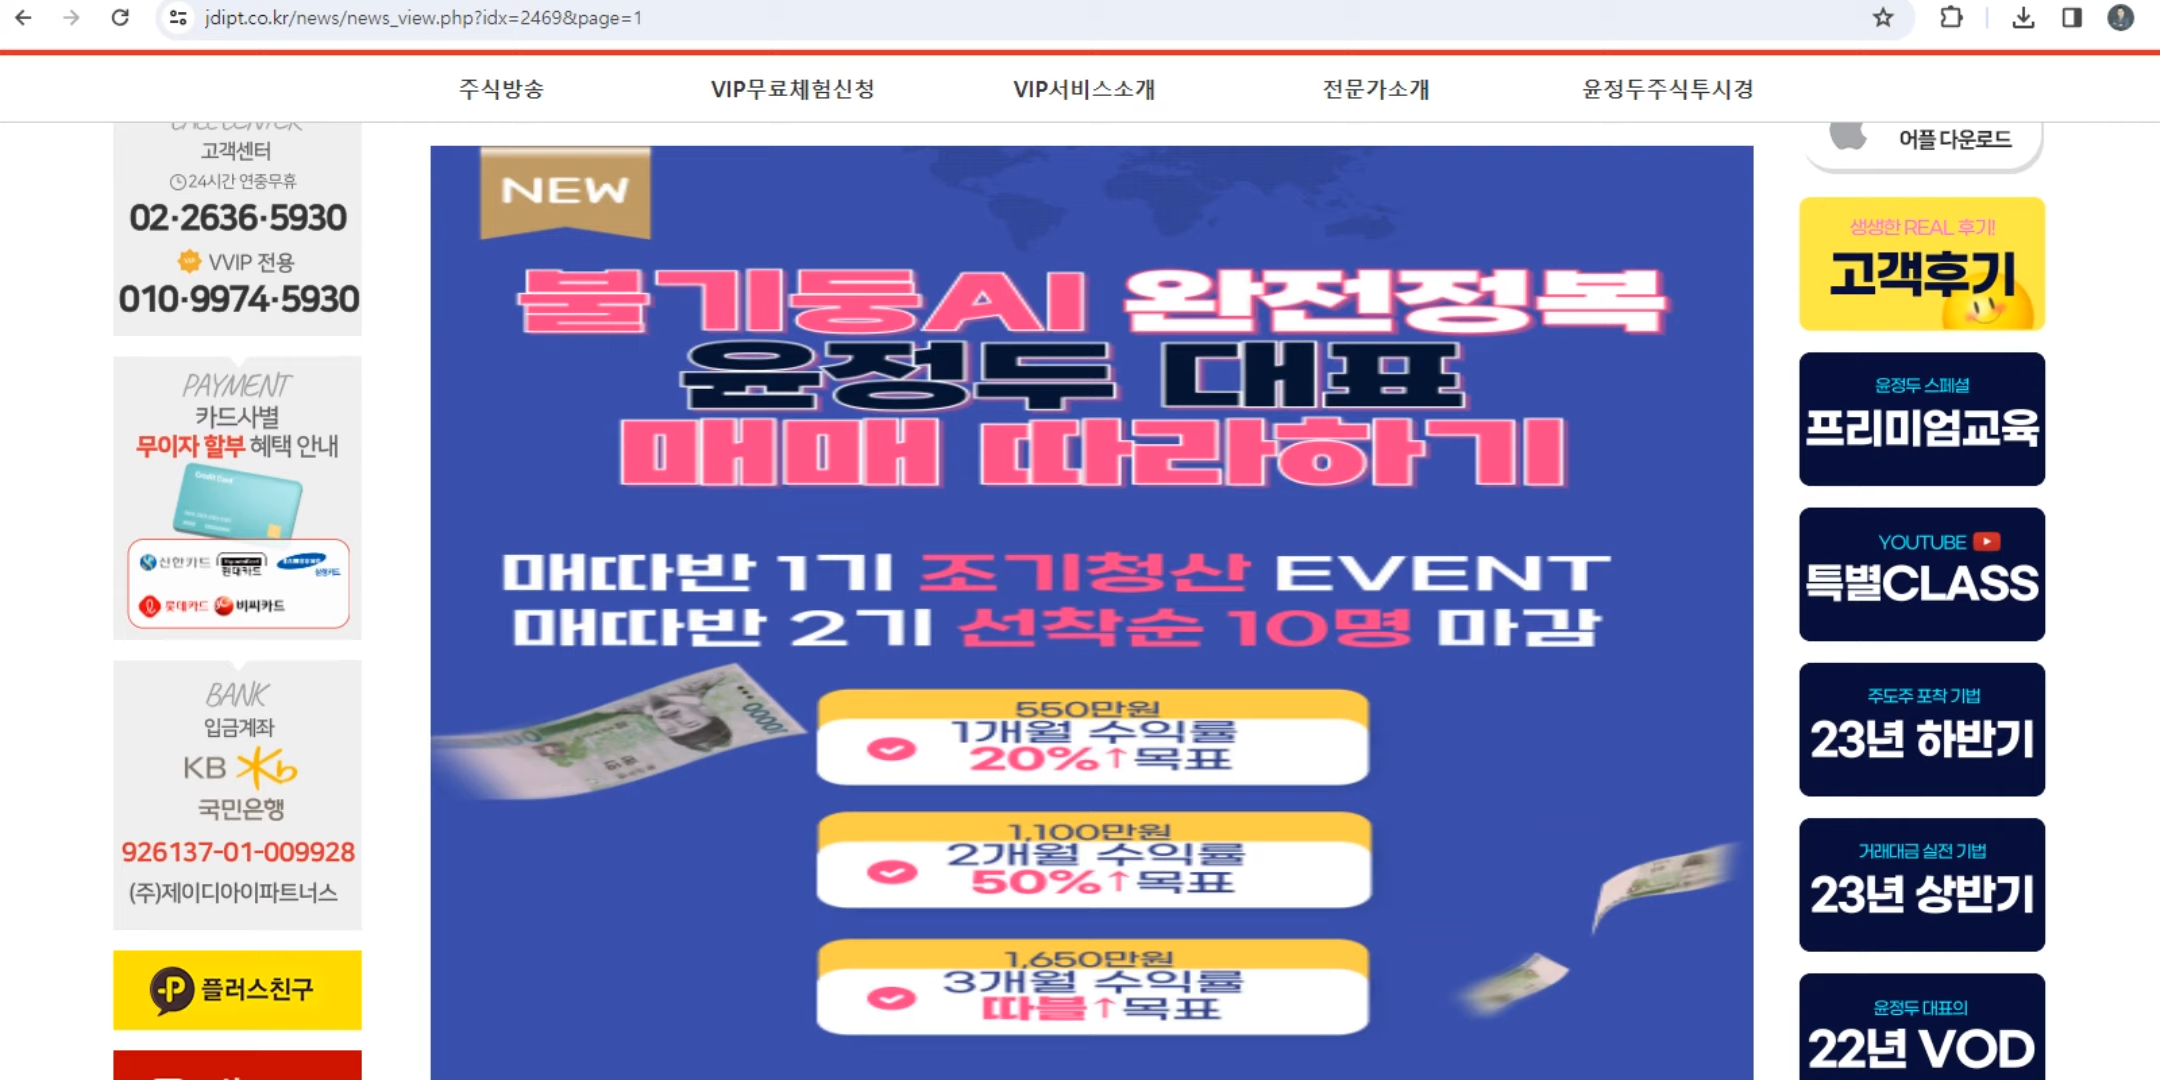 jdipt.co.kr/news/news_view.php?idx=2469&page=1
주식방송
VIP무료체험신청
VIP서비스소개
전문가소개
윤정두주식투시경
고객센터
24시간 연중무휴
02·2636·5930
VVIP 전용
010·9974·5930
PAYMENT
카드사별
무이자 할부 혜택 안내
Credit Card
신한카드
현대카드
삼성카드
롯데카드
비씨카드
BANK
입금계좌
KB
국민은행
926137-01-009928
(주)제이디아이파트너스
플러스친구
NEW
불기둥AI 완전정복
윤정두 대표
매매 따라하기
매따반 1기 조기청산 EVENT
매따반 2기 선착순 10명 마감
10000
550만원
1개월 수익률
20%↑목표
1,100만원
2개월 수익률
50%↑목표
1,650만원
3개월 수익률
따블↑목표
어플 다운로드
생생한 REAL 후기!
고객후기
윤정두 스페셜
프리미엄교육
YOUTUBE
특별CLASS
주도주 포착 기법
23년 하반기
거래대금 실전 기법
23년 상반기
윤정두 대표의
22년 VOD